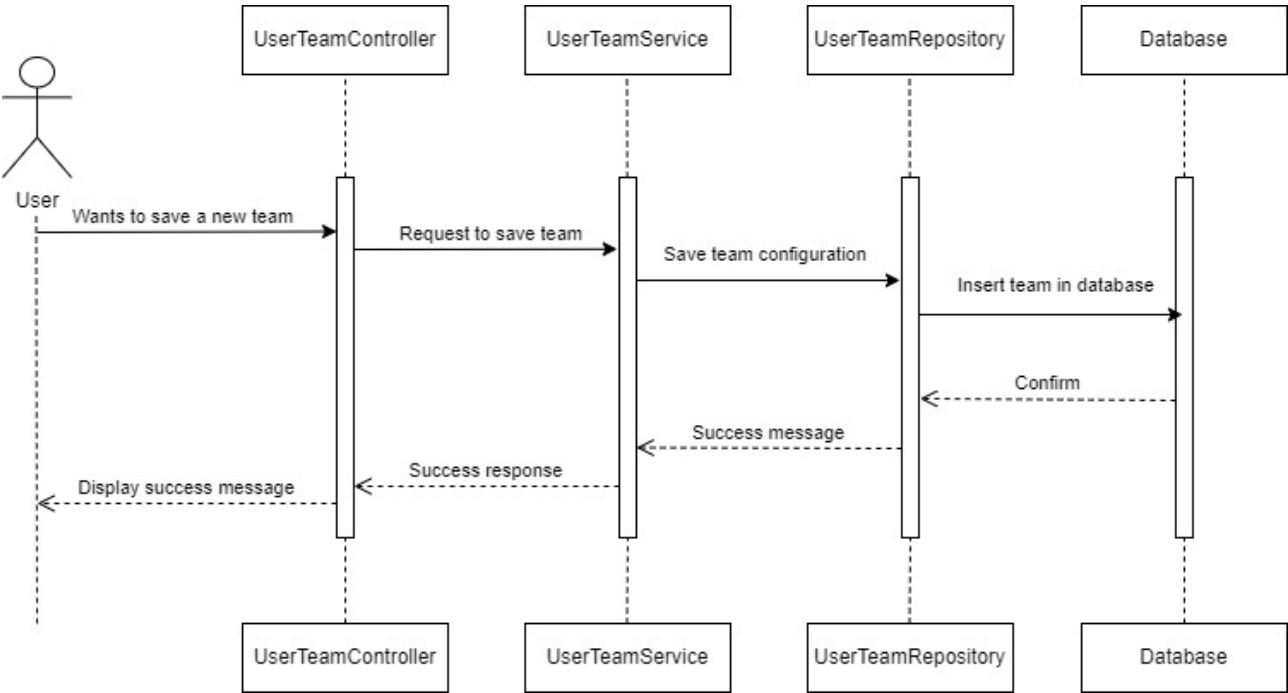 UserTeamController
UserTeamService
UserTeamRepository
Database
User
Wants to save a new team
Request to save team
Save team configuration
Insert team in database
Confirm
Success message
Success response
Display success message
UserTeamController
UserTeamService
UserTeamRepository
Database